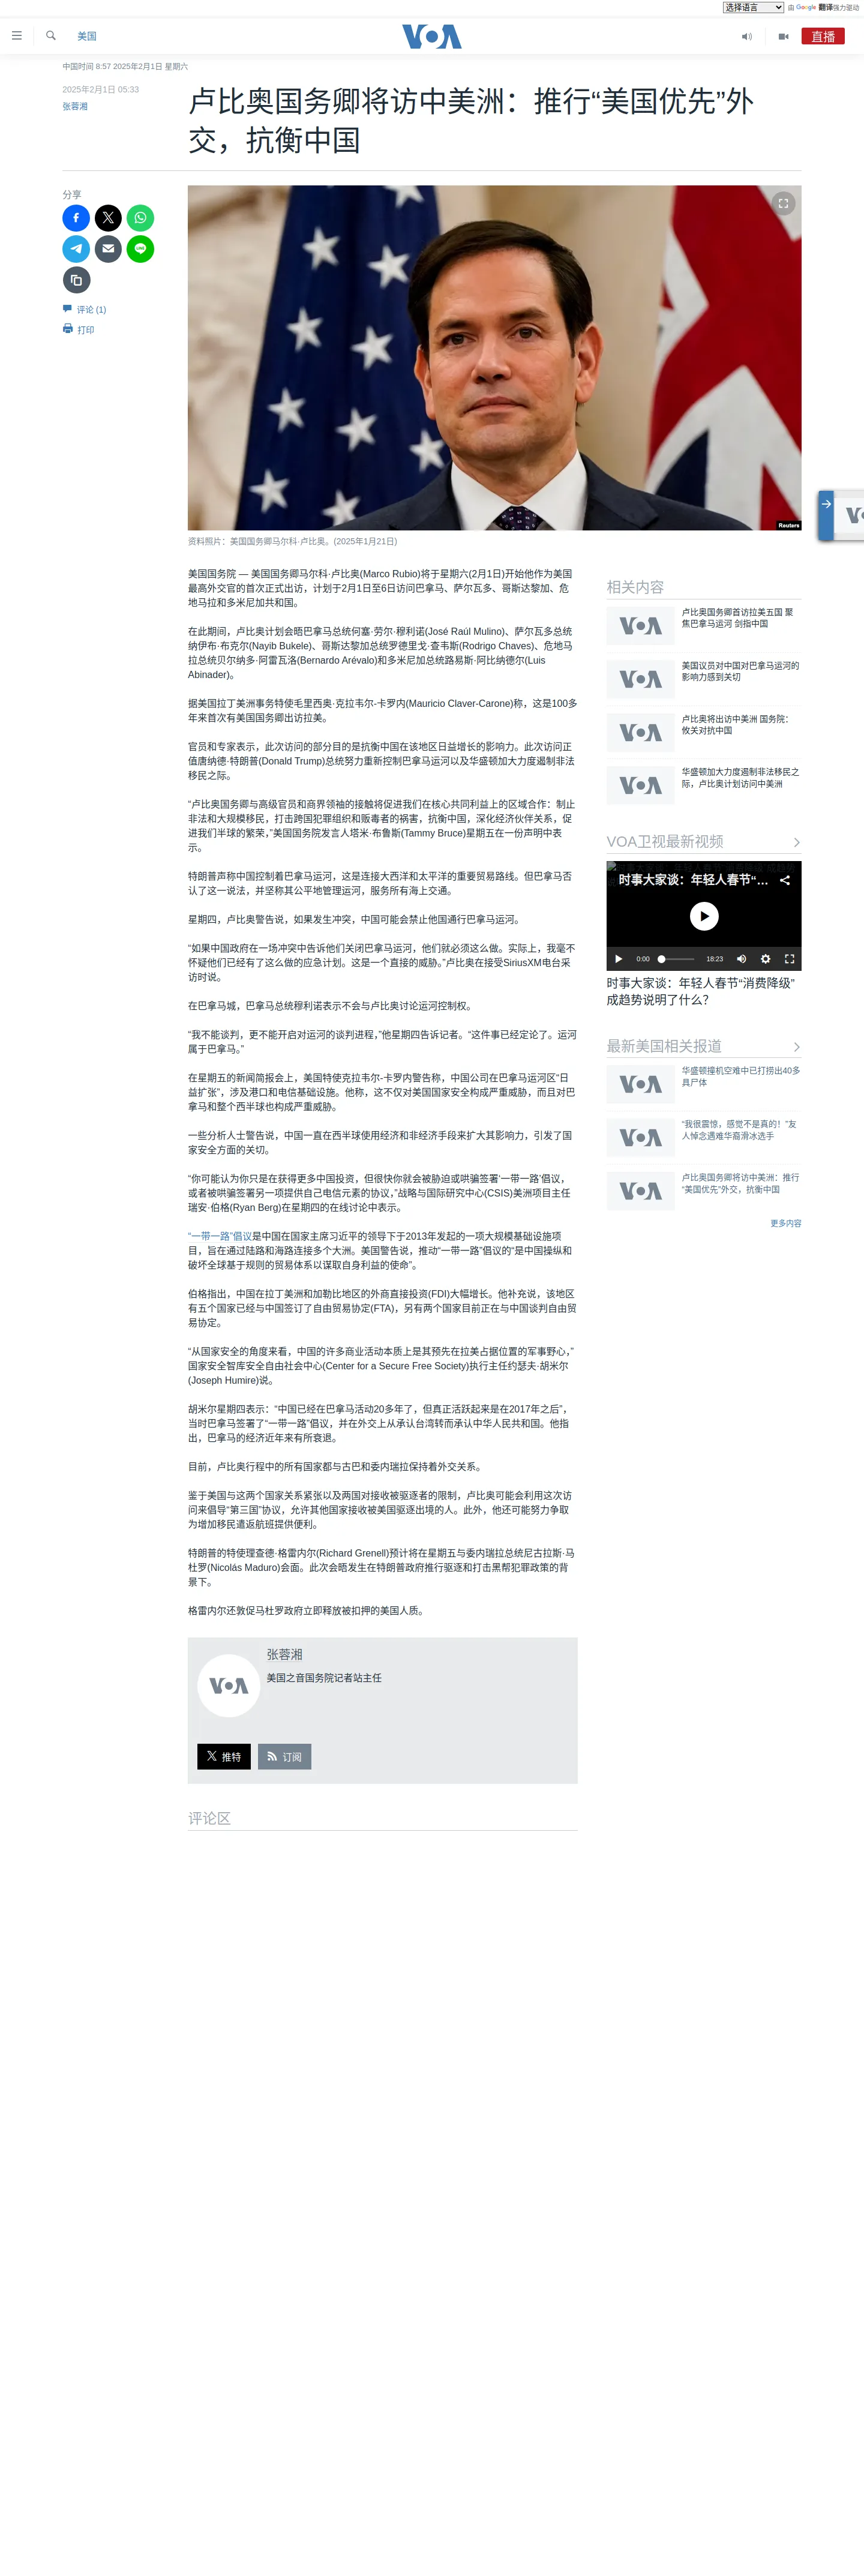 选择语言 由 Google 翻译强力驱动
美国
VOA
直播
中国时间 8:57 2025年2月1日 星期六
2025年2月1日 05:33
张蓉湘
卢比奥国务卿将访中美洲：推行“美国优先”外
交，抗衡中国
分享
评论 (1)
打印
Reuters
资料照片：美国国务卿马尔科·卢比奥。(2025年1月21日)
美国国务院 — 美国国务卿马尔科·卢比奥(Marco Rubio)将于星期六(2月1日)开始他作为美国
最高外交官的首次正式出访，计划于2月1日至6日访问巴拿马、萨尔瓦多、哥斯达黎加、危
地马拉和多米尼加共和国。
在此期间，卢比奥计划会晤巴拿马总统何塞·劳尔·穆利诺(José Raúl Mulino)、萨尔瓦多总统
纳伊布·布克尔(Nayib Bukele)、哥斯达黎加总统罗德里戈·查韦斯(Rodrigo Chaves)、危地马
拉总统贝尔纳多·阿雷瓦洛(Bernardo Arévalo)和多米尼加总统路易斯·阿比纳德尔(Luis
Abinader)。
据美国拉丁美洲事务特使毛里西奥·克拉韦尔-卡罗内(Mauricio Claver-Carone)称，这是100多
年来首次有美国国务卿出访拉美。
官员和专家表示，此次访问的部分目的是抗衡中国在该地区日益增长的影响力。此次访问正
值唐纳德·特朗普(Donald Trump)总统努力重新控制巴拿马运河以及华盛顿加大力度遏制非法
移民之际。
“卢比奥国务卿与高级官员和商界领袖的接触将促进我们在核心共同利益上的区域合作：制止
非法和大规模移民，打击跨国犯罪组织和贩毒者的祸害，抗衡中国，深化经济伙伴关系，促
进我们半球的繁荣，”美国国务院发言人塔米·布鲁斯(Tammy Bruce)星期五在一份声明中表
示。
特朗普声称中国控制着巴拿马运河，这是连接大西洋和太平洋的重要贸易路线。但巴拿马否
认了这一说法，并坚称其公平地管理运河，服务所有海上交通。
星期四，卢比奥警告说，如果发生冲突，中国可能会禁止他国通行巴拿马运河。
“如果中国政府在一场冲突中告诉他们关闭巴拿马运河，他们就必须这么做。实际上，我毫不
怀疑他们已经有了这么做的应急计划。这是一个直接的威胁。”卢比奥在接受SiriusXM电台采
访时说。
在巴拿马城，巴拿马总统穆利诺表示不会与卢比奥讨论运河控制权。
“我不能谈判，更不能开启对运河的谈判进程，”他星期四告诉记者。“这件事已经定论了。运河
属于巴拿马。”
在星期五的新闻简报会上，美国特使克拉韦尔-卡罗内警告称，中国公司在巴拿马运河区“日
益扩张”，涉及港口和电信基础设施。他称，这不仅对美国国家安全构成严重威胁，而且对巴
拿马和整个西半球也构成严重威胁。
一些分析人士警告说，中国一直在西半球使用经济和非经济手段来扩大其影响力，引发了国
家安全方面的关切。
“你可能认为你只是在获得更多中国投资，但很快你就会被胁迫或哄骗签署‘一带一路’倡议，
或者被哄骗签署另一项提供自己电信元素的协议，”战略与国际研究中心(CSIS)美洲项目主任
瑞安·伯格(Ryan Berg)在星期四的在线讨论中表示。
“一带一路”倡议是中国在国家主席习近平的领导下于2013年发起的一项大规模基础设施项
目，旨在通过陆路和海路连接多个大洲。美国警告说，推动“一带一路”倡议的“是中国操纵和
破坏全球基于规则的贸易体系以谋取自身利益的使命”。
伯格指出，中国在拉丁美洲和加勒比地区的外商直接投资(FDI)大幅增长。他补充说，该地区
有五个国家已经与中国签订了自由贸易协定(FTA)，另有两个国家目前正在与中国谈判自由贸
易协定。
“从国家安全的角度来看，中国的许多商业活动本质上是其预先在拉美占据位置的军事野心，”
国家安全智库安全自由社会中心(Center for a Secure Free Society)执行主任约瑟夫·胡米尔
(Joseph Humire)说。
胡米尔星期四表示：“中国已经在巴拿马活动20多年了，但真正活跃起来是在2017年之后”，
当时巴拿马签署了“一带一路”倡议，并在外交上从承认台湾转而承认中华人民共和国。他指
出，巴拿马的经济近年来有所衰退。
目前，卢比奥行程中的所有国家都与古巴和委内瑞拉保持着外交关系。
鉴于美国与这两个国家关系紧张以及两国对接收被驱逐者的限制，卢比奥可能会利用这次访
问来倡导“第三国”协议，允许其他国家接收被美国驱逐出境的人。此外，他还可能努力争取
为增加移民遣返航班提供便利。
特朗普的特使理查德·格雷内尔(Richard Grenell)预计将在星期五与委内瑞拉总统尼古拉斯·马
杜罗(Nicolás Maduro)会面。此次会晤发生在特朗普政府推行驱逐和打击黑帮犯罪政策的背
景下。
格雷内尔还敦促马杜罗政府立即释放被扣押的美国人质。
张蓉湘
美国之音国务院记者站主任
推特
订阅
评论区
相关内容
卢比奥国务卿首访拉美五国 聚
焦巴拿马运河 剑指中国
美国议员对中国对巴拿马运河的
影响力感到关切
卢比奥将出访中美洲 国务院：
攸关对抗中国
华盛顿加大力度遏制非法移民之
际，卢比奥计划访问中美洲
VOA卫视最新视频
时事大家谈：年轻人春节“...
0:00
18:23
时事大家谈：年轻人春节“消费降级”
成趋势说明了什么？
最新美国相关报道
华盛顿撞机空难中已打捞出40多
具尸体
“我很震惊，感觉不是真的！”友
人悼念遇难华裔滑冰选手
卢比奥国务卿将访中美洲：推行
“美国优先”外交，抗衡中国
更多内容